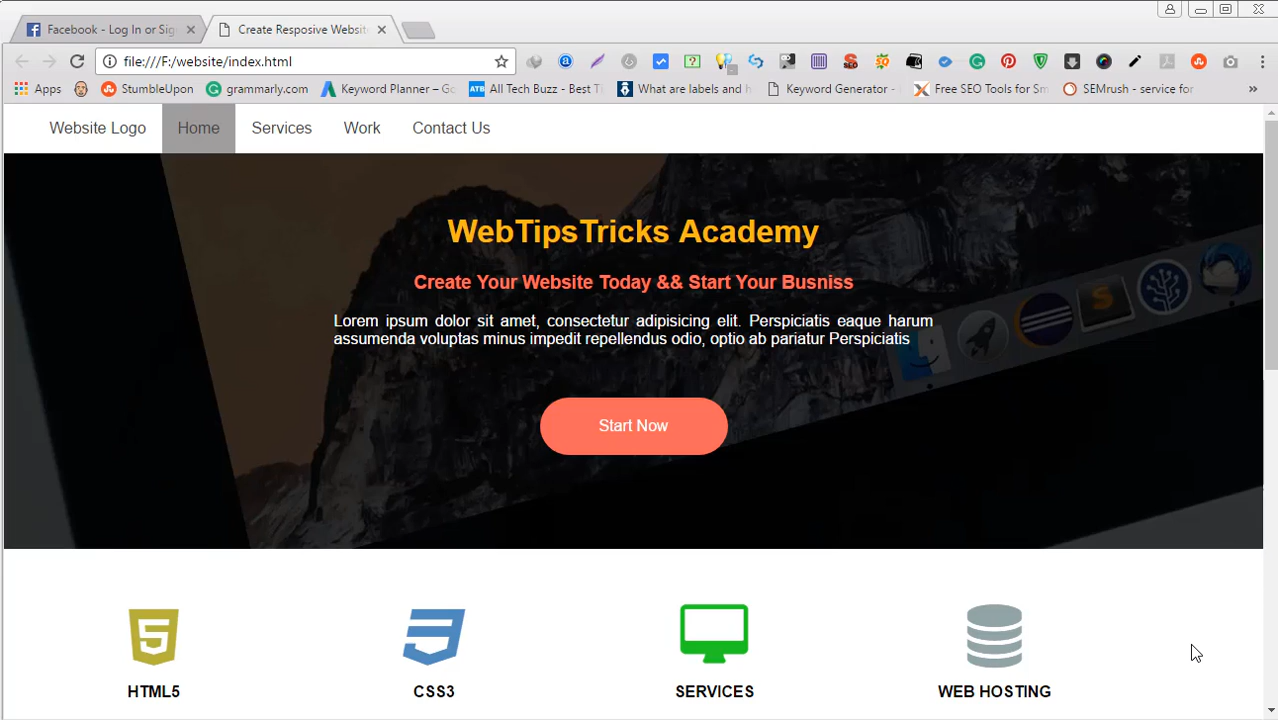 Facebook - Log In or Sig
Create Resposive Websit
file:///F:/website/index.html
Apps
StumbleUpon
grammarly.com
Keyword Planner – Go
All Tech Buzz - Best T
What are labels and h
Keyword Generator -
Free SEO Tools for Sm
SEMrush - service for
Website Logo
Home
Services
Work
Contact Us
WebTipsTricks Academy
Create Your Website Today && Start Your Busniss
Lorem ipsum dolor sit amet, consectetur adipisicing elit. Perspiciatis eaque harum
assumenda voluptas minus impedit repellendus odio, optio ab pariatur Perspiciatis
Start Now
HTML5
CSS3
SERVICES
WEB HOSTING